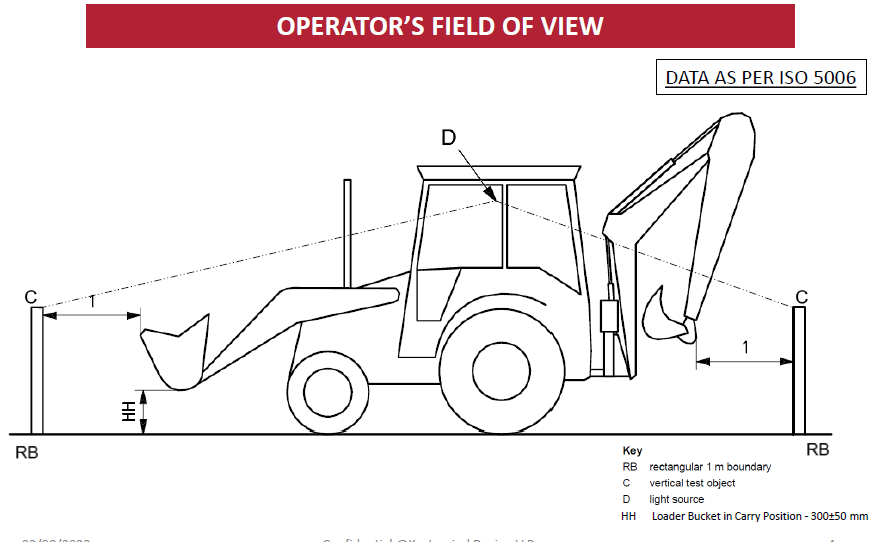 OPERATOR'S FIELD OF VIEW
DATA AS PER ISO 5006
D
C
1
C
1
HH
RB
RB
Key
RB rectangular 1 m boundary
C vertical test object
D light source
HH Loader Bucket in Carry Position - 300±50 mm